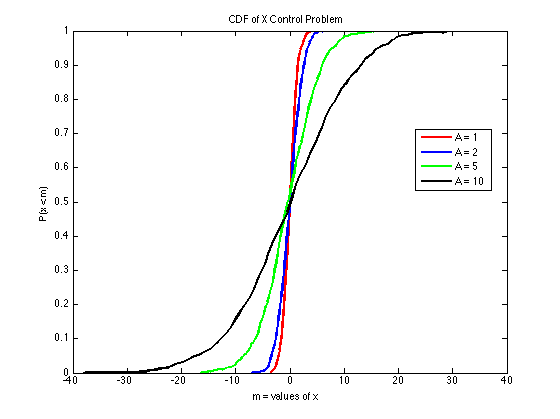 CDF of X Control Problem
1
0.9
0.8
0.7
0.6
0.5
0.4
0.3
0.2
0.1
0
P(x < m)
A = 1
A = 2
A = 5
A = 10
-40 -30 -20 -10 0 10 20 30 40
m = values of x